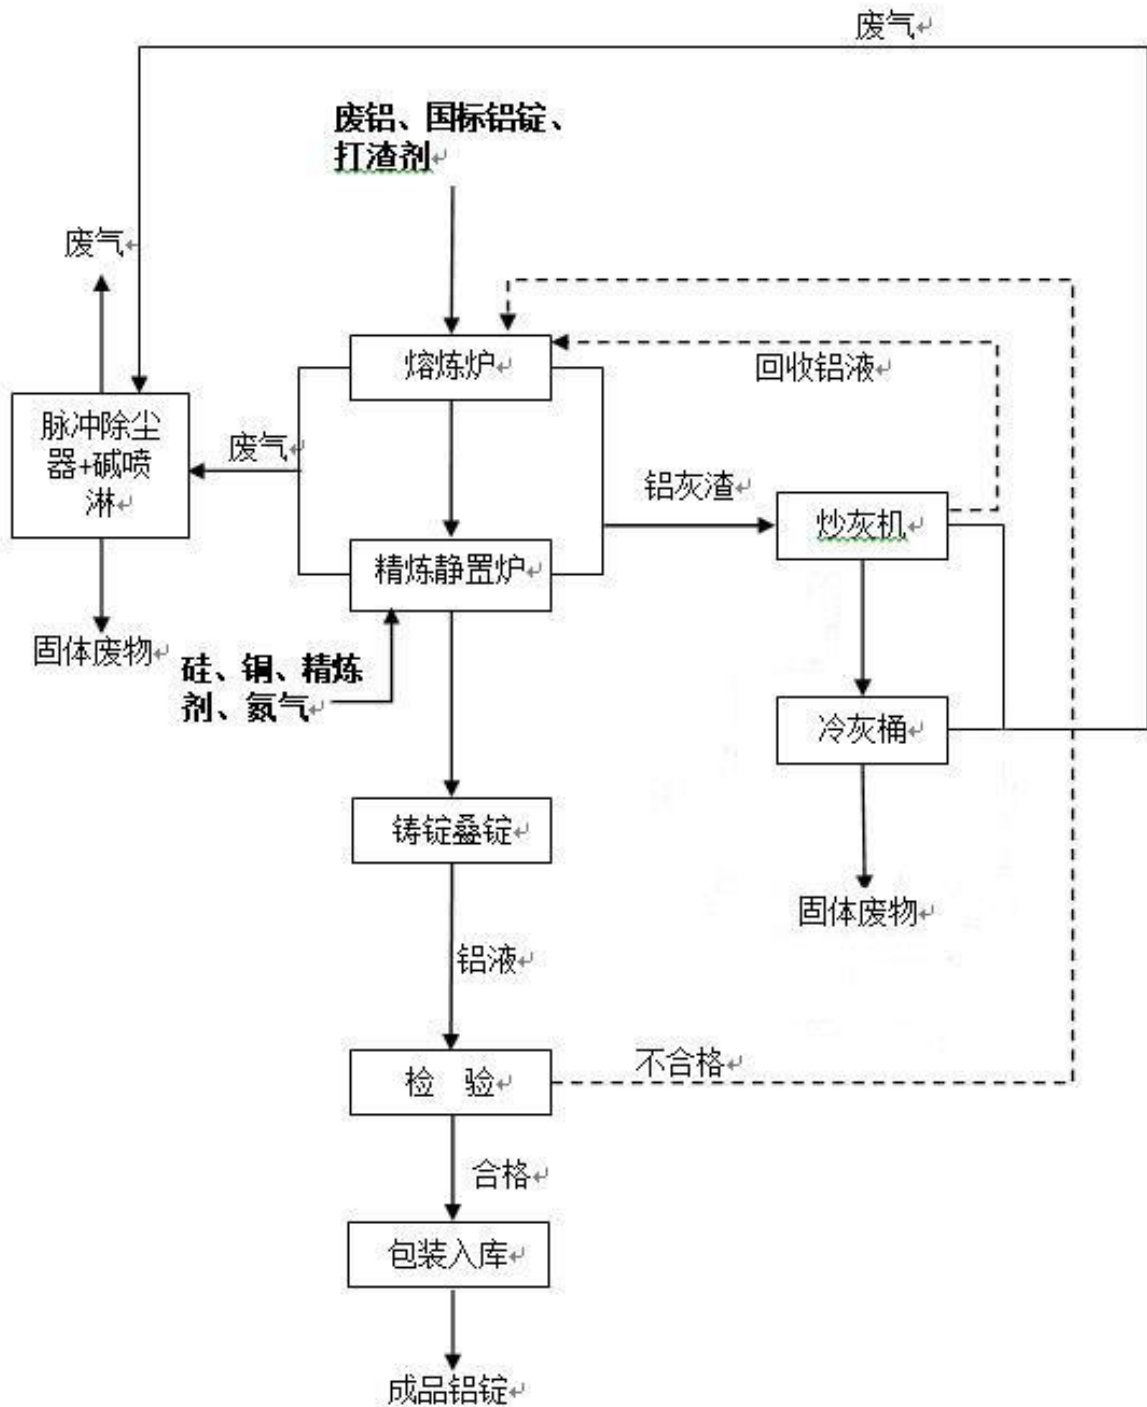 废气
废铝、国标铝锭、
打渣剂
废气
熔炼炉
回收铝液
脉冲除尘
器+碱喷
淋
废气
铝灰渣
炒灰机
精炼静置炉
固体废物
硅、铜、精炼
剂、氮气
冷灰桶
铸锭叠锭
固体废物
铝液
检 验
不合格
合格
包装入库
成品铝锭